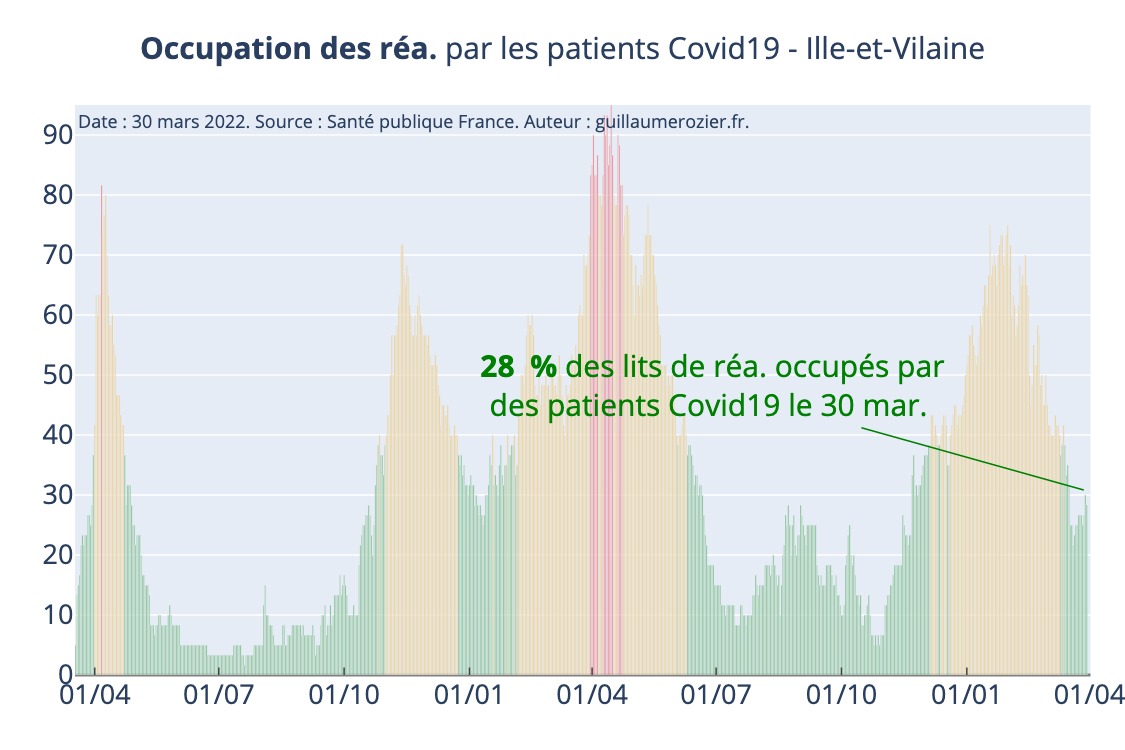 Occupation des réa. par les patients Covid19 - Ille-et-Vilaine
Date : 30 mars 2022. Source : Santé publique France. Auteur : guillaumerozier.fr.
90
80
70
60
50
40
30
20
10
0
28 % des lits de réa. occupés par
des patients Covid19 le 30 mar.
01/04 01/07 01/10 01/01 01/04 01/07 01/10 01/01 01/04